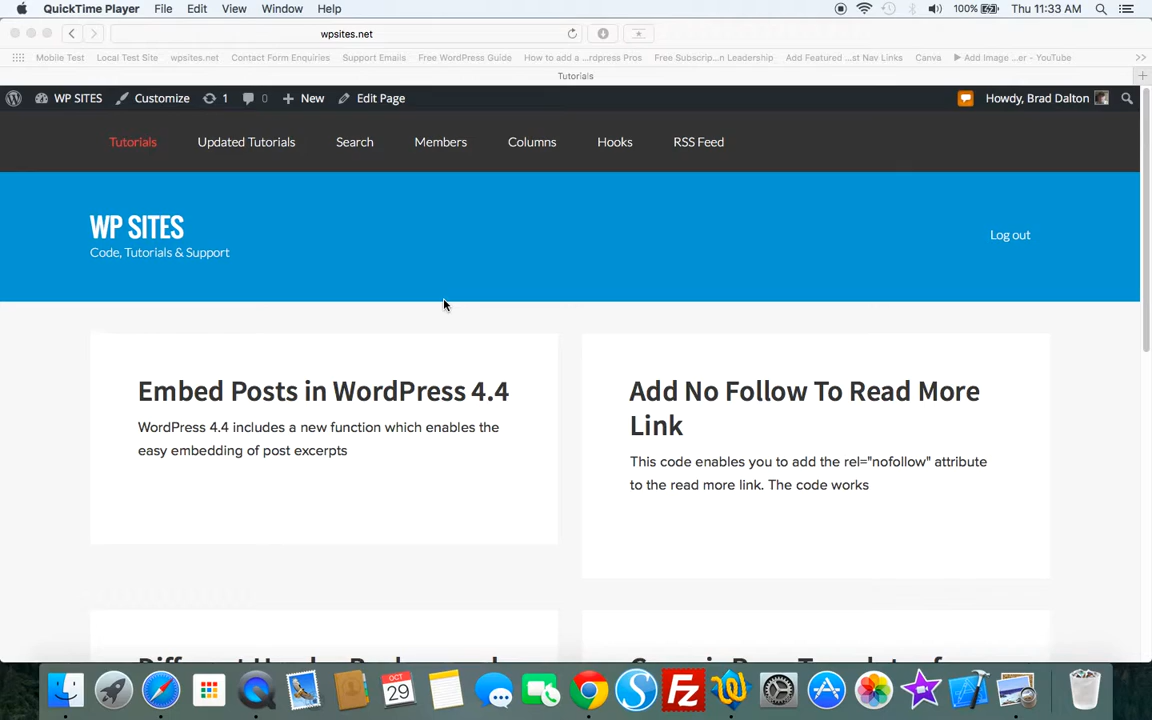 QuickTime Player File Edit View Window Help 100% Thu 11:33 AM
wpsites.net
Mobile Test Local Test Site wpsites.net Contact Form Enquiries Support Emails Free WordPress Guide How to add a ...rdpress Pros Free Subscrip...n Leadership Add Featured ...st Nav Links Canva ▶ Add Image ...er - YouTube >>
Tutorials +
WP SITES Customize 1 0 + New Edit Page Howdy, Brad Dalton
Tutorials Updated Tutorials Search Members Columns Hooks RSS Feed
WP SITES
Code, Tutorials & Support
Log out
Embed Posts in WordPress 4.4
WordPress 4.4 includes a new function which enables the
easy embedding of post excerpts
Add No Follow To Read More
Link
This code enables you to add the rel="nofollow" attribute
to the read more link. The code works
OCT
29